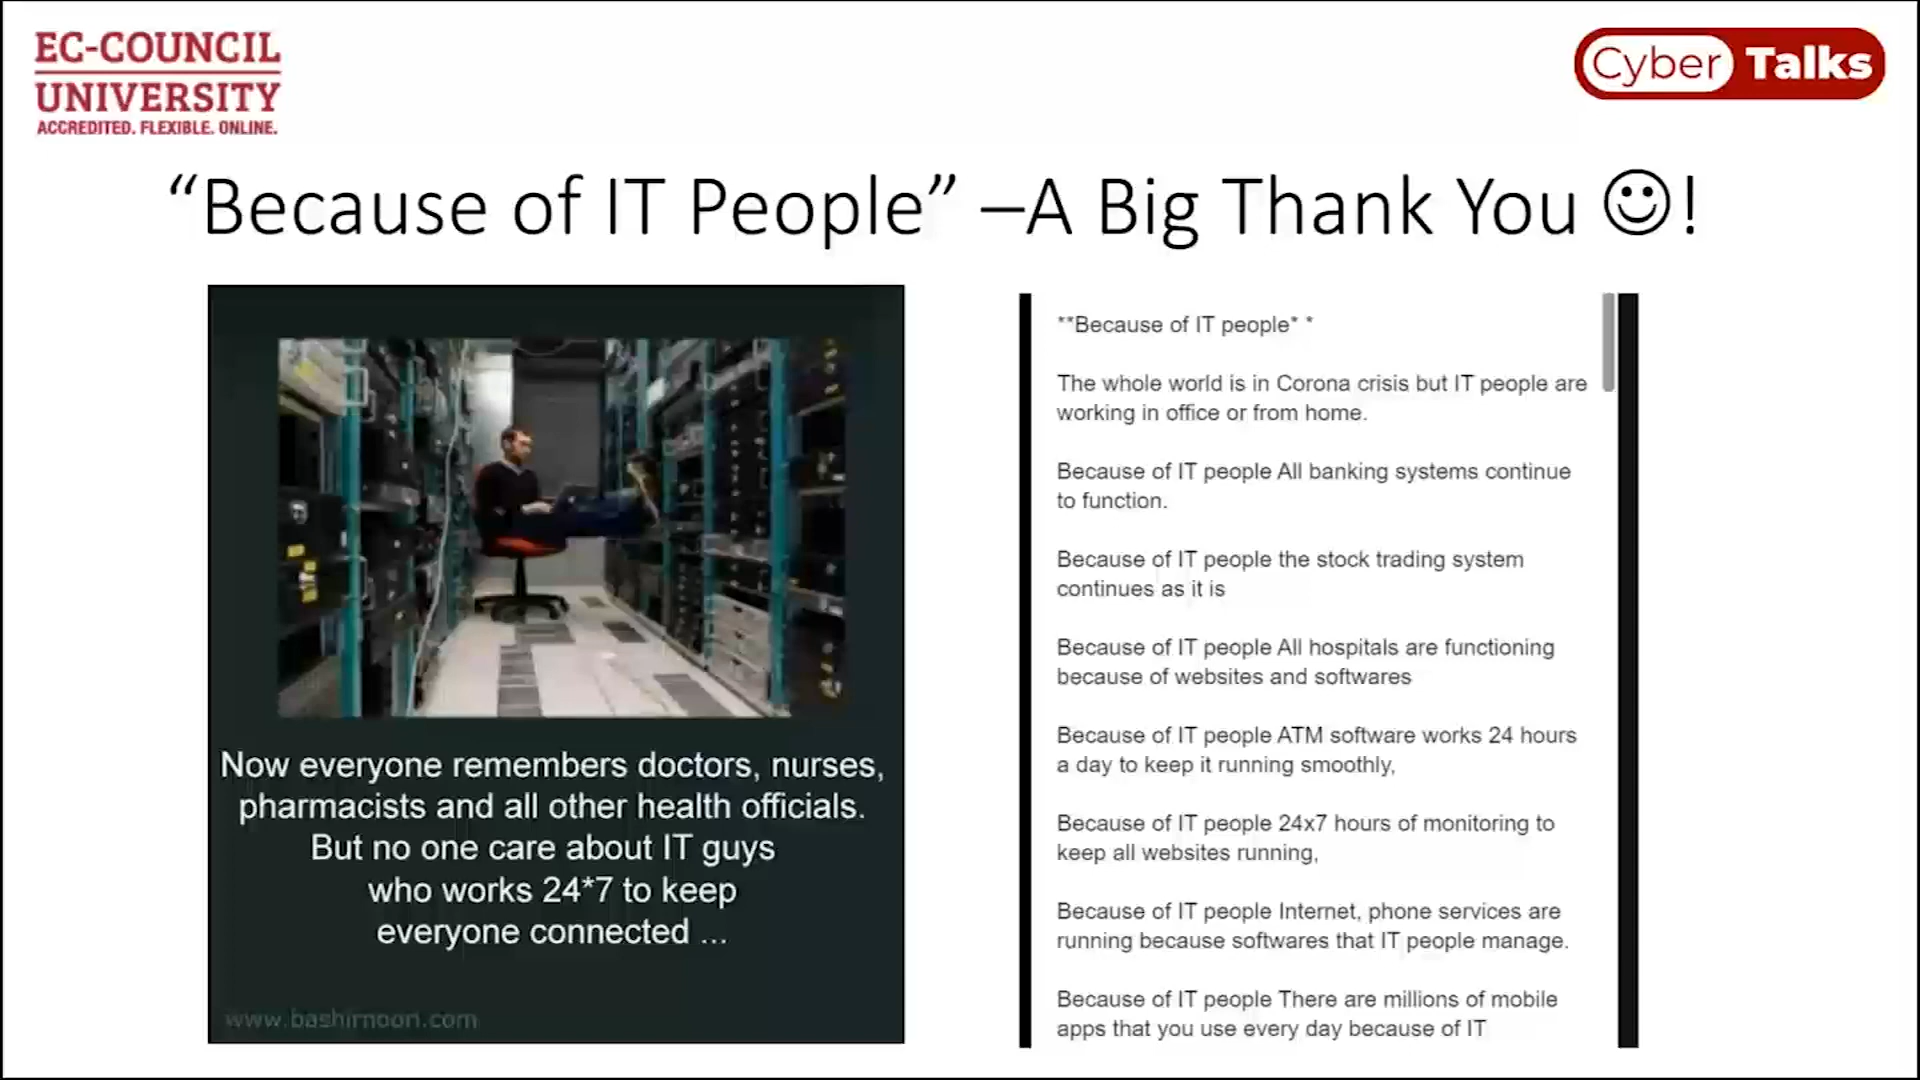 EC-COUNCIL
UNIVERSITY
ACCREDITED. FLEXIBLE. ONLINE.
Cyber Talks
“Because of IT People” –A Big Thank You ☺!
Now everyone remembers doctors, nurses,
pharmacists and all other health officials.
But no one care about IT guys
who works 24*7 to keep
everyone connected ...
www.bashirnoon.com
**Because of IT people* *
The whole world is in Corona crisis but IT people are
working in office or from home.
Because of IT people All banking systems continue
to function.
Because of IT people the stock trading system
continues as it is
Because of IT people All hospitals are functioning
because of websites and softwares
Because of IT people ATM software works 24 hours
a day to keep it running smoothly,
Because of IT people 24x7 hours of monitoring to
keep all websites running,
Because of IT people Internet, phone services are
running because softwares that IT people manage.
Because of IT people There are millions of mobile
apps that you use every day because of IT